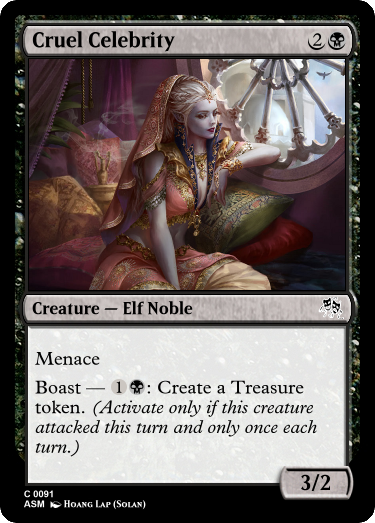 Cruel Celebrity 2
Creature — Elf Noble
Menace
Boast — 1 : Create a Treasure
token. (Activate only if this creature
attacked this turn and only once each
turn.)
3/2
C 0091
ASM Hoang Lap (Solan)